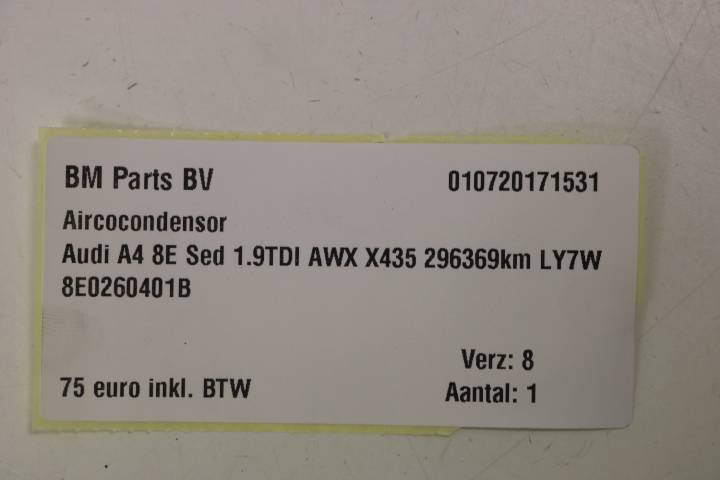 BM Parts BV 010720171531
Aircocondensor
Audi A4 8E Sed 1.9TDI AWX X435 296369km LY7W
8E0260401B
Verz: 8
75 euro inkl. BTW Aantal: 1